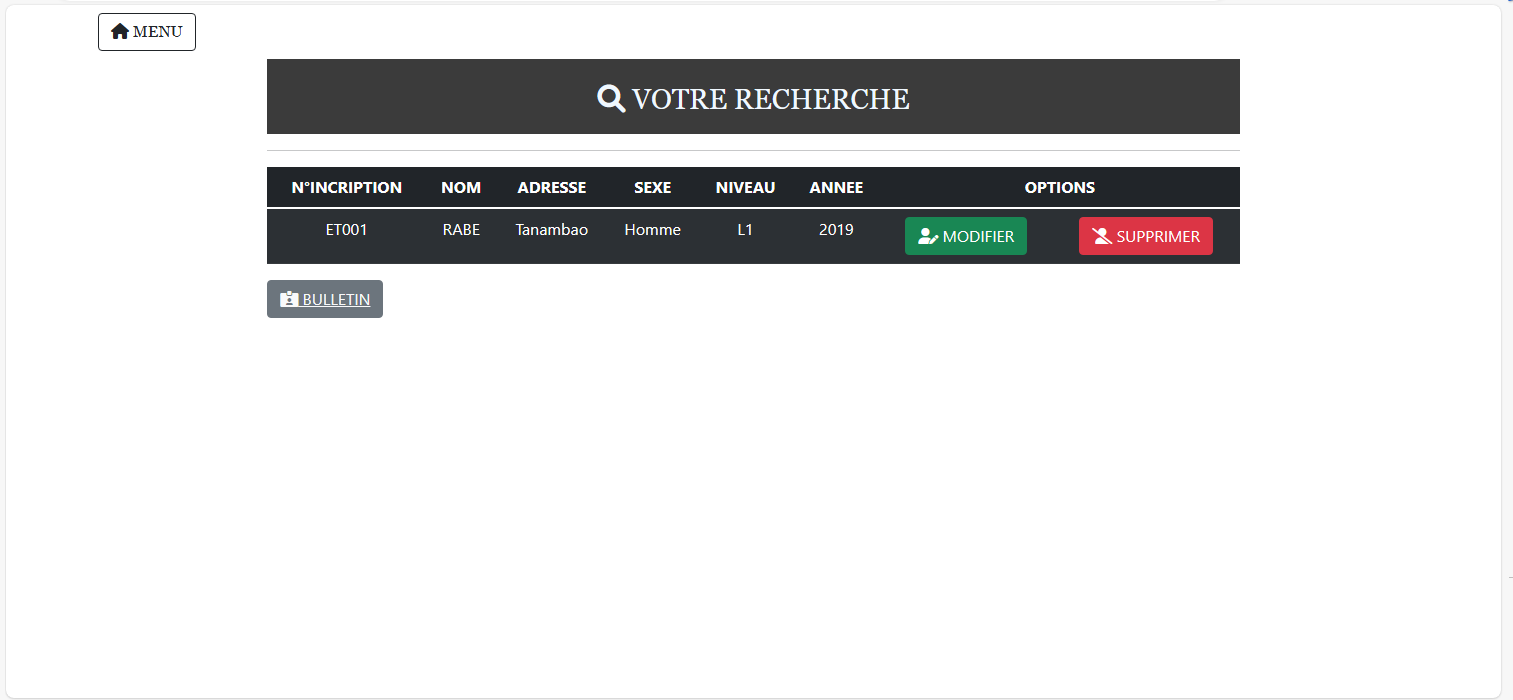 MENU
VOTRE RECHERCHE
N°INCRIPTION NOM ADRESSE SEXE NIVEAU ANNEE OPTIONS
ET001 RABE Tanambao Homme L1 2019 MODIFIER SUPPRIMER
BULLETIN